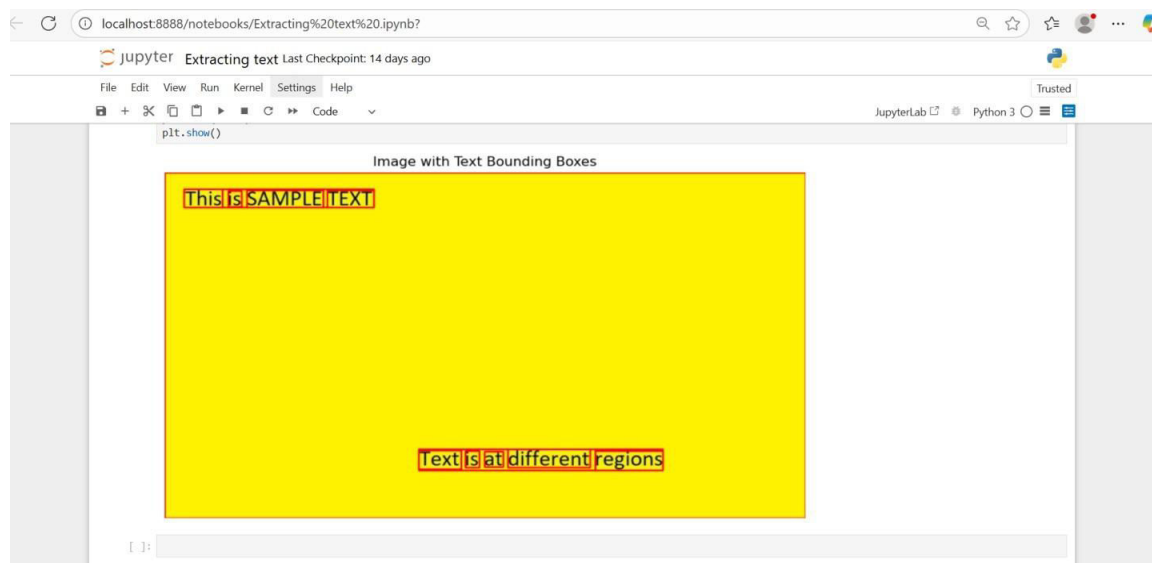 localhost:8888/notebooks/Extracting%20text%20.ipynb?
jupyter Extracting text Last Checkpoint: 14 days ago
File Edit View Run Kernel Settings Help Trusted
Code JupyterLab Python 3
plt.show()
Image with Text Bounding Boxes
This is SAMPLE TEXT
Text is at different regions
[ ]: